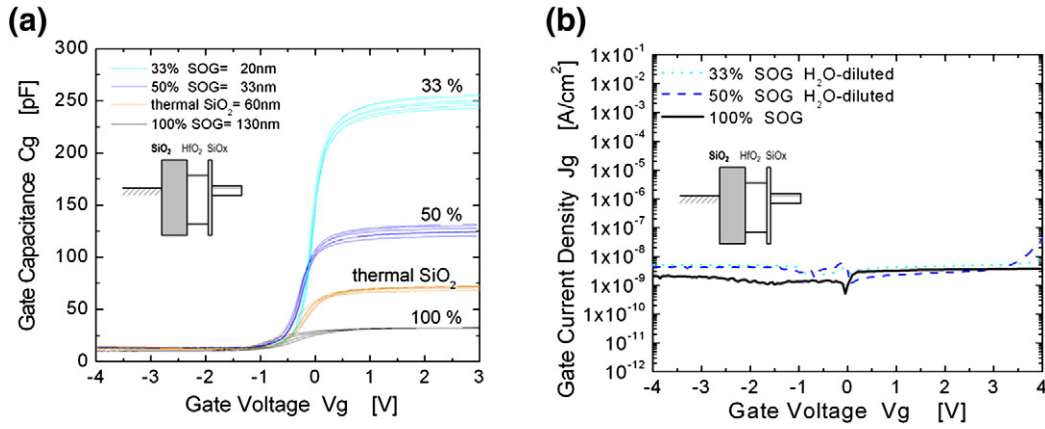 (a)
300
250
200
150
100
50
0
Gate Capacitance Cg [pF]
33% SOG= 20nm
50% SOG= 33nm
thermal SiO₂= 60nm
100% SOG= 130nm
SiO₂ HfO₂ SiOx
33 %
50 %
thermal SiO₂
100 %
-4 -3 -2 -1 0 1 2 3
Gate Voltage Vg [V]
(b)
1x10⁻¹
1x10⁻²
1x10⁻³
1x10⁻⁴
1x10⁻⁵
1x10⁻⁶
1x10⁻⁷
1x10⁻⁸
1x10⁻⁹
1x10⁻¹⁰
1x10⁻¹¹
1x10⁻¹²
Gate Current Density Jg [A/cm²]
33% SOG H₂O-diluted
50% SOG H₂O-diluted
100% SOG
SiO₂ HfO₂ SiOx
-4 -3 -2 -1 0 1 2 3 4
Gate Voltage Vg [V]